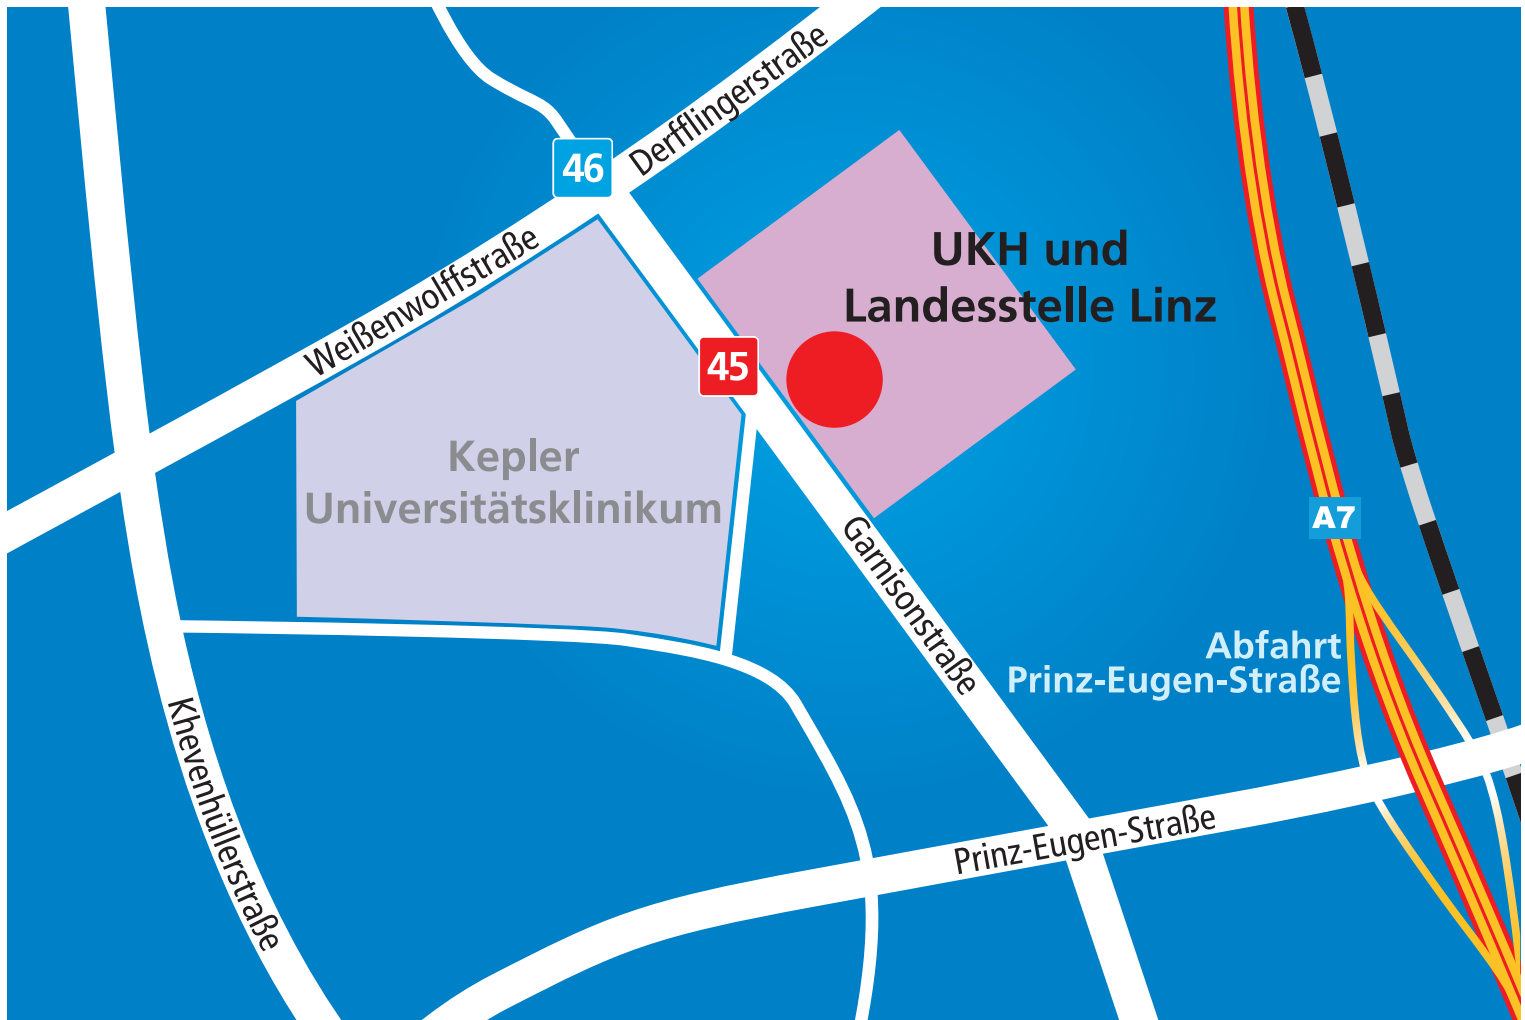 Derfflingerstraße
46
Weißenwolffstraße
UKH und
Landesstelle Linz
45
Kepler
Universitätsklinikum
A7
Garnisonstraße
Abfahrt
Prinz-Eugen-Straße
Khevenhüllerstraße
Prinz-Eugen-Straße